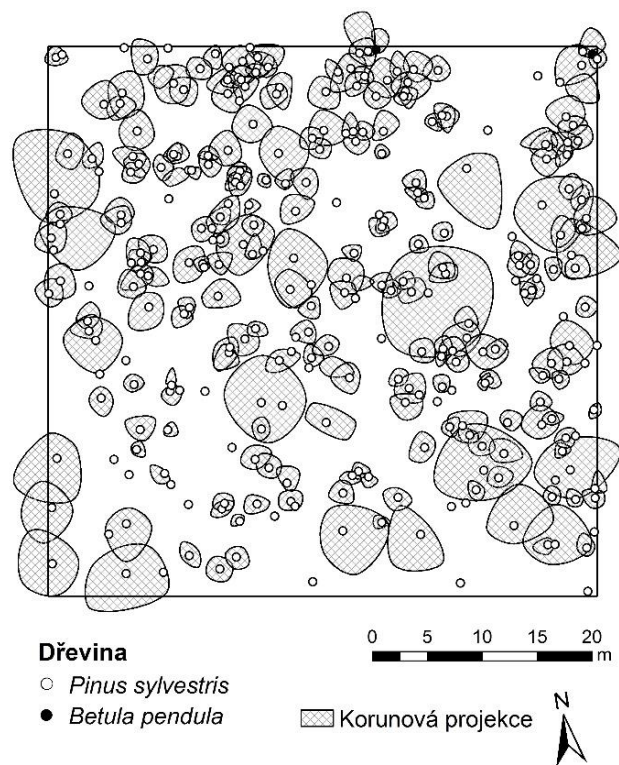 Dřevina
Pinus sylvestris
Betula pendula
0 5 10 15 20
m
Korunová projekce
N